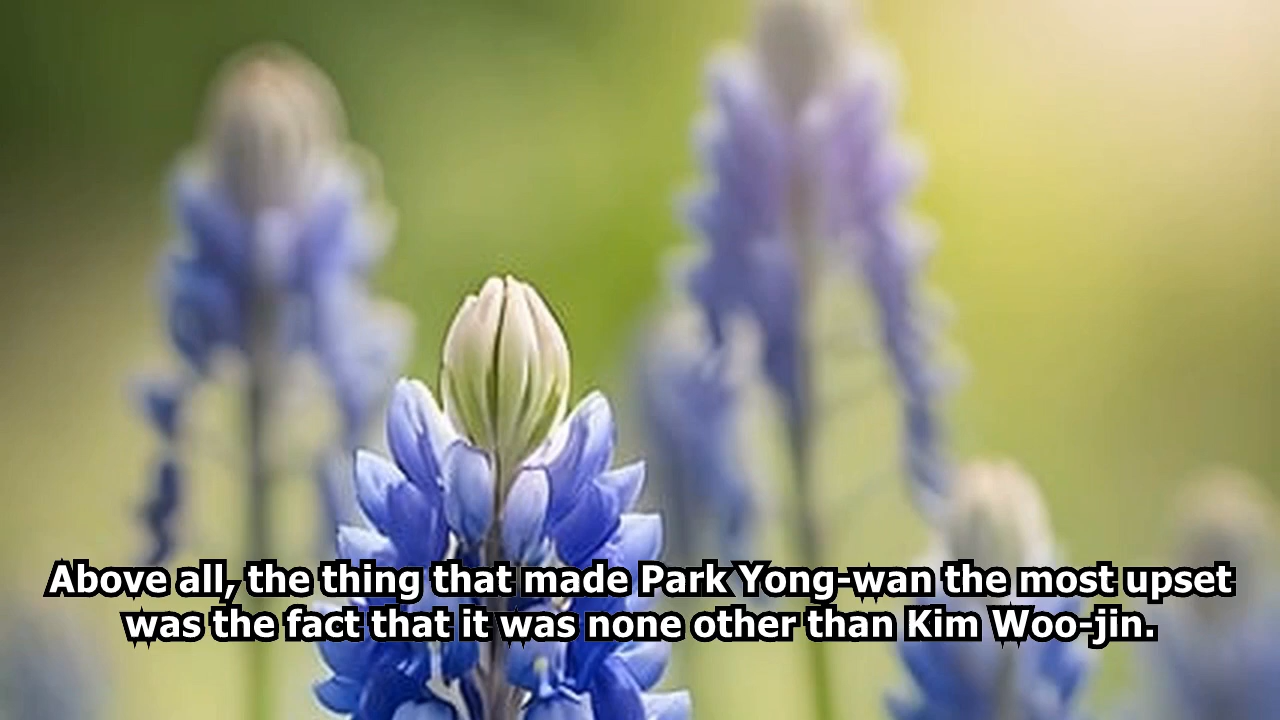 Above all, the thing that made Park Yong-wan the most upset
was the fact that it was none other than Kim Woo-jin.